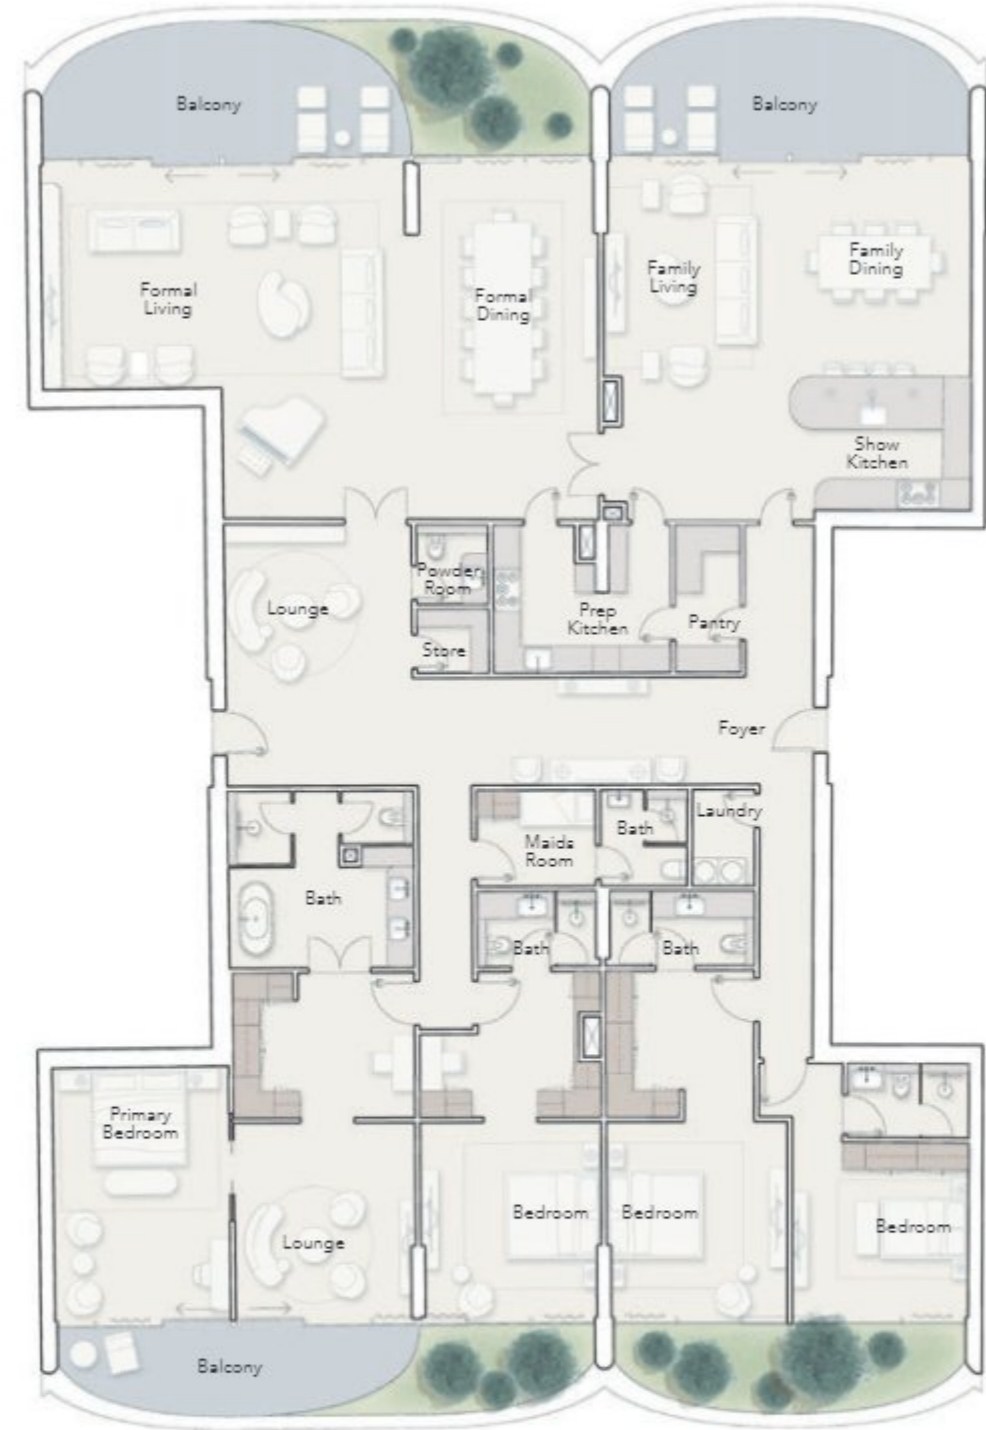 Balcony
Balcony
Formal
Living
Formal
Dining
Family
Living
Family
Dining
Show
Kitchen
Lounge
Powder
Room
Store
Prep
Kitchen
Pantry
Foyer
Bath
Maids
Room
Bath
Laundry
Bath
Bath
Primary
Bedroom
Lounge
Bedroom
Bedroom
Bedroom
Balcony